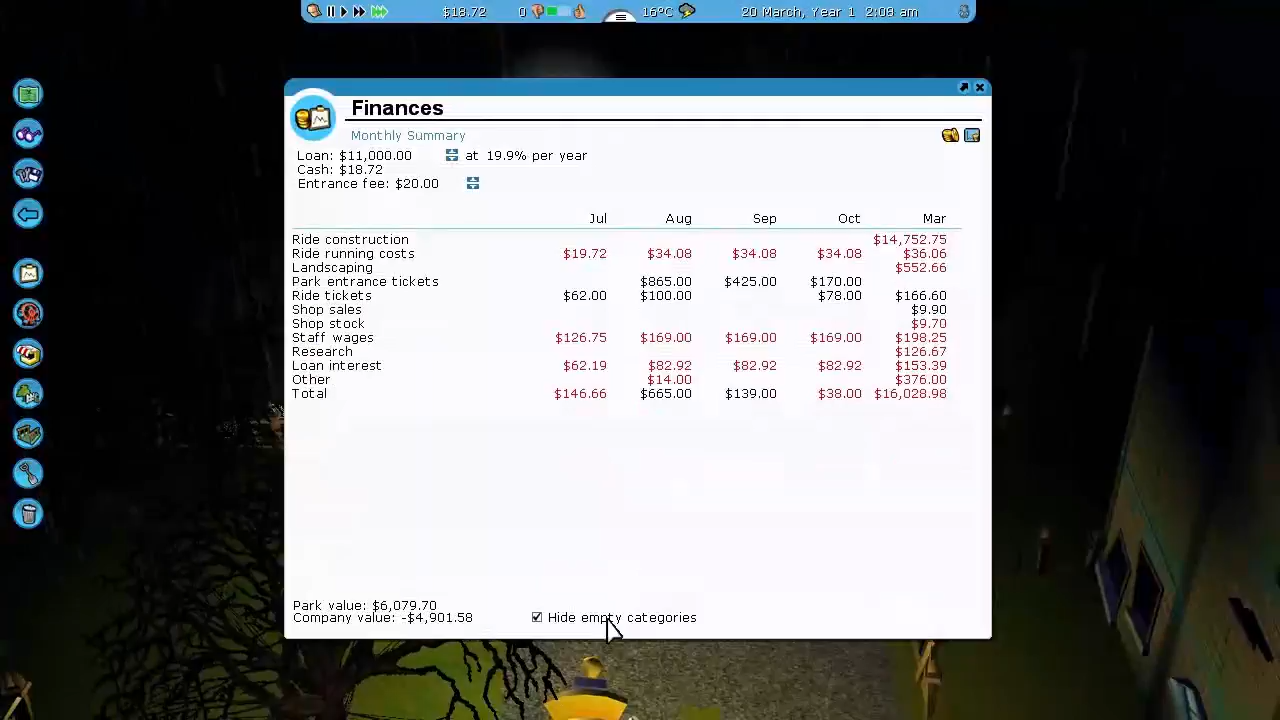 $18.72 0 16°C 20 March, Year 1 2:09 am
Finances
Monthly Summary
Loan: $11,000.00 at 19.9% per year
Cash: $18.72
Entrance fee: $20.00
Jul Aug Sep Oct Mar
Ride construction $14,752.75
Ride running costs $19.72 $34.08 $34.08 $34.08 $36.06
Landscaping $552.66
Park entrance tickets $865.00 $425.00 $170.00
Ride tickets $62.00 $100.00 $78.00 $166.60
Shop sales $9.90
Shop stock $9.70
Staff wages $126.75 $169.00 $169.00 $169.00 $198.25
Research $126.67
Loan interest $62.19 $82.92 $82.92 $82.92 $153.39
Other $14.00 $376.00
Total $146.66 $665.00 $139.00 $38.00 $16,028.98
Park value: $6,079.70
Company value: -$4,901.58 Hide empty categories